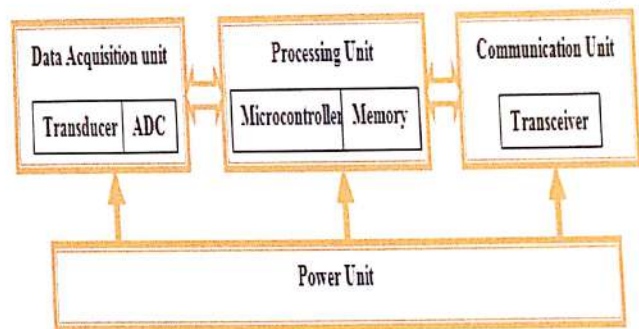 Data Acquisition unit
Transducer ADC
Processing Unit
Microcontroller Memory
Communication Unit
Transceiver
Power Unit